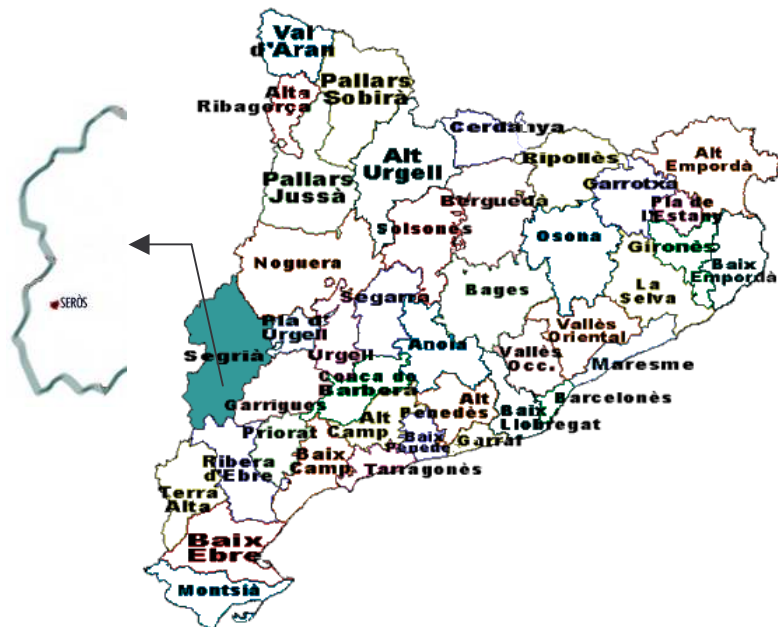 Val
d'Aran
Alta
Ribagorça
Pallars
Sobirà
Cerdanya
Alt
Urgell
Ripollès
Alt
Empordà
Garrotxa
Pallars
Jussà
Berguedà
Pla de
l'Estany
Solsonès
Osona
Gironès
Baix
Empordà
Noguera
Segarra
Bages
La
Selva
SERÒS
Pla d'
Urgell
Vallès
Oriental
Segrià
Urgell
Anoia
Vallès
Occ.
Maresme
Conca de
Barberà
Garrigues
Barcelonès
Alt
Penedès
Baix
Llobregat
Priorat
Alt
Camp
Baix
Penede
Garraf
Ribera
d'Ebre
Baix
Camp
Tarragonès
Terra
Alta
Baix
Ebre
Montsià